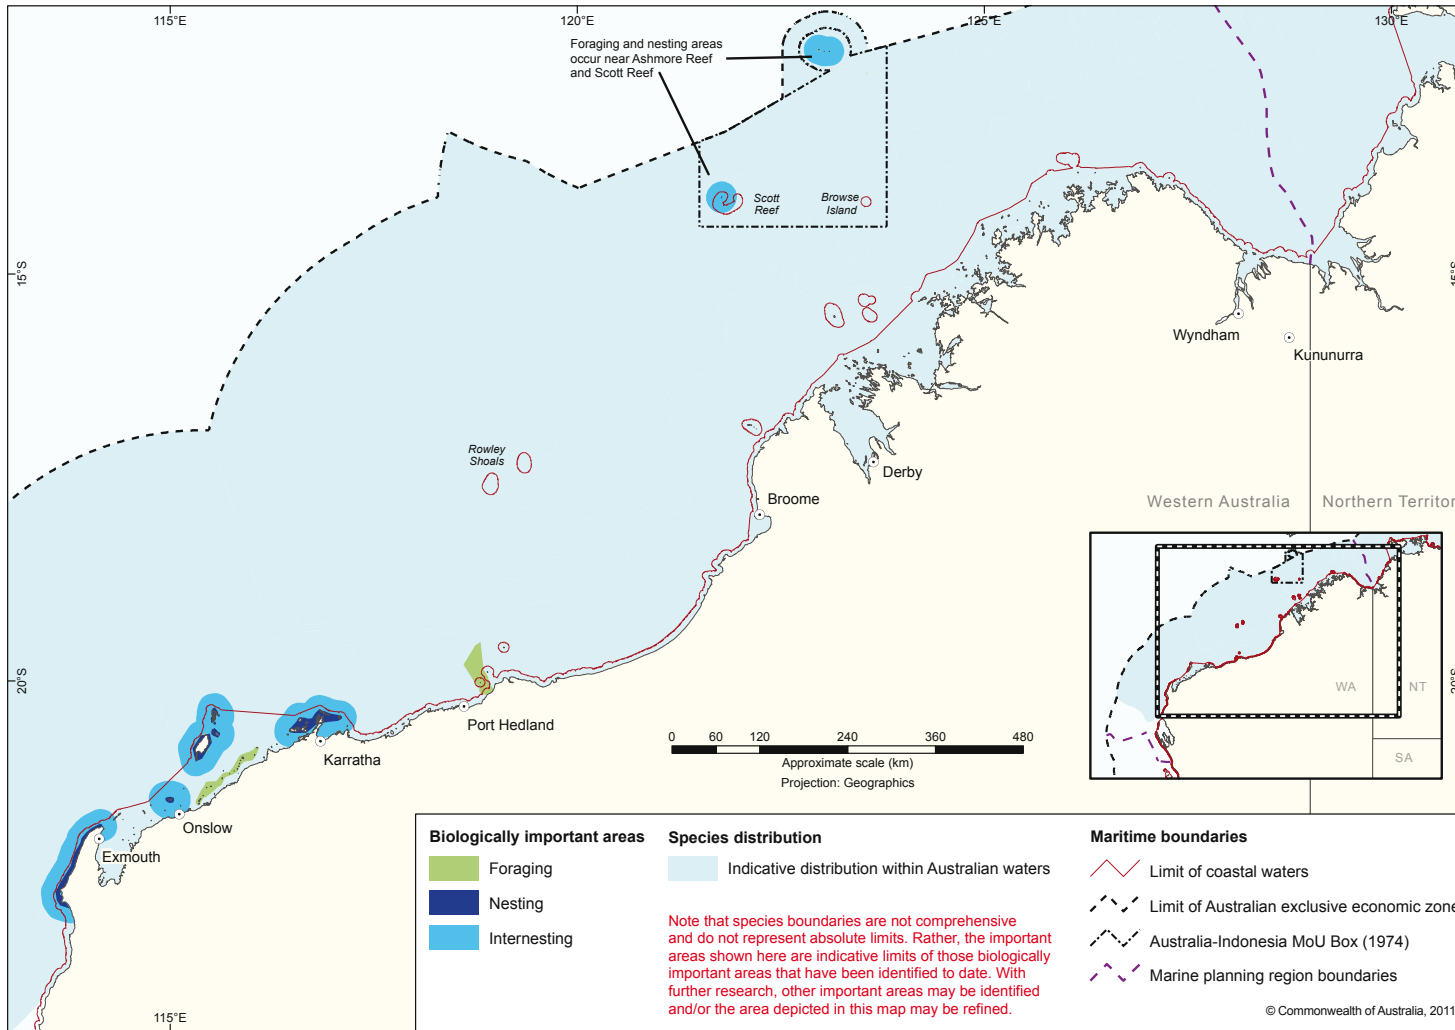 115°E
120°E
125°E
130°E
Foraging and nesting areas
occur near Ashmore Reef
and Scott Reef
Scott
Reef
Browse
Island
15°S
15°S
Wyndham
Kununurra
Rowley
Shoals
Derby
Broome
Western Australia
Northern Territor
20°S
20°S
WA
NT
SA
Port Hedland
Karratha
Onslow
Exmouth
0 60 120 240 360 480
Approximate scale (km)
Projection: Geographics
Biologically important areas
Foraging
Nesting
Internesting
Species distribution
Indicative distribution within Australian waters
Note that species boundaries are not comprehensive
and do not represent absolute limits. Rather, the important
areas shown here are indicative limits of those biologically
important areas that have been identified to date. With
further research, other important areas may be identified
and/or the area depicted in this map may be refined.
Maritime boundaries
Limit of coastal waters
Limit of Australian exclusive economic zone
Australia-Indonesia MoU Box (1974)
Marine planning region boundaries
115°E
© Commonwealth of Australia, 2011